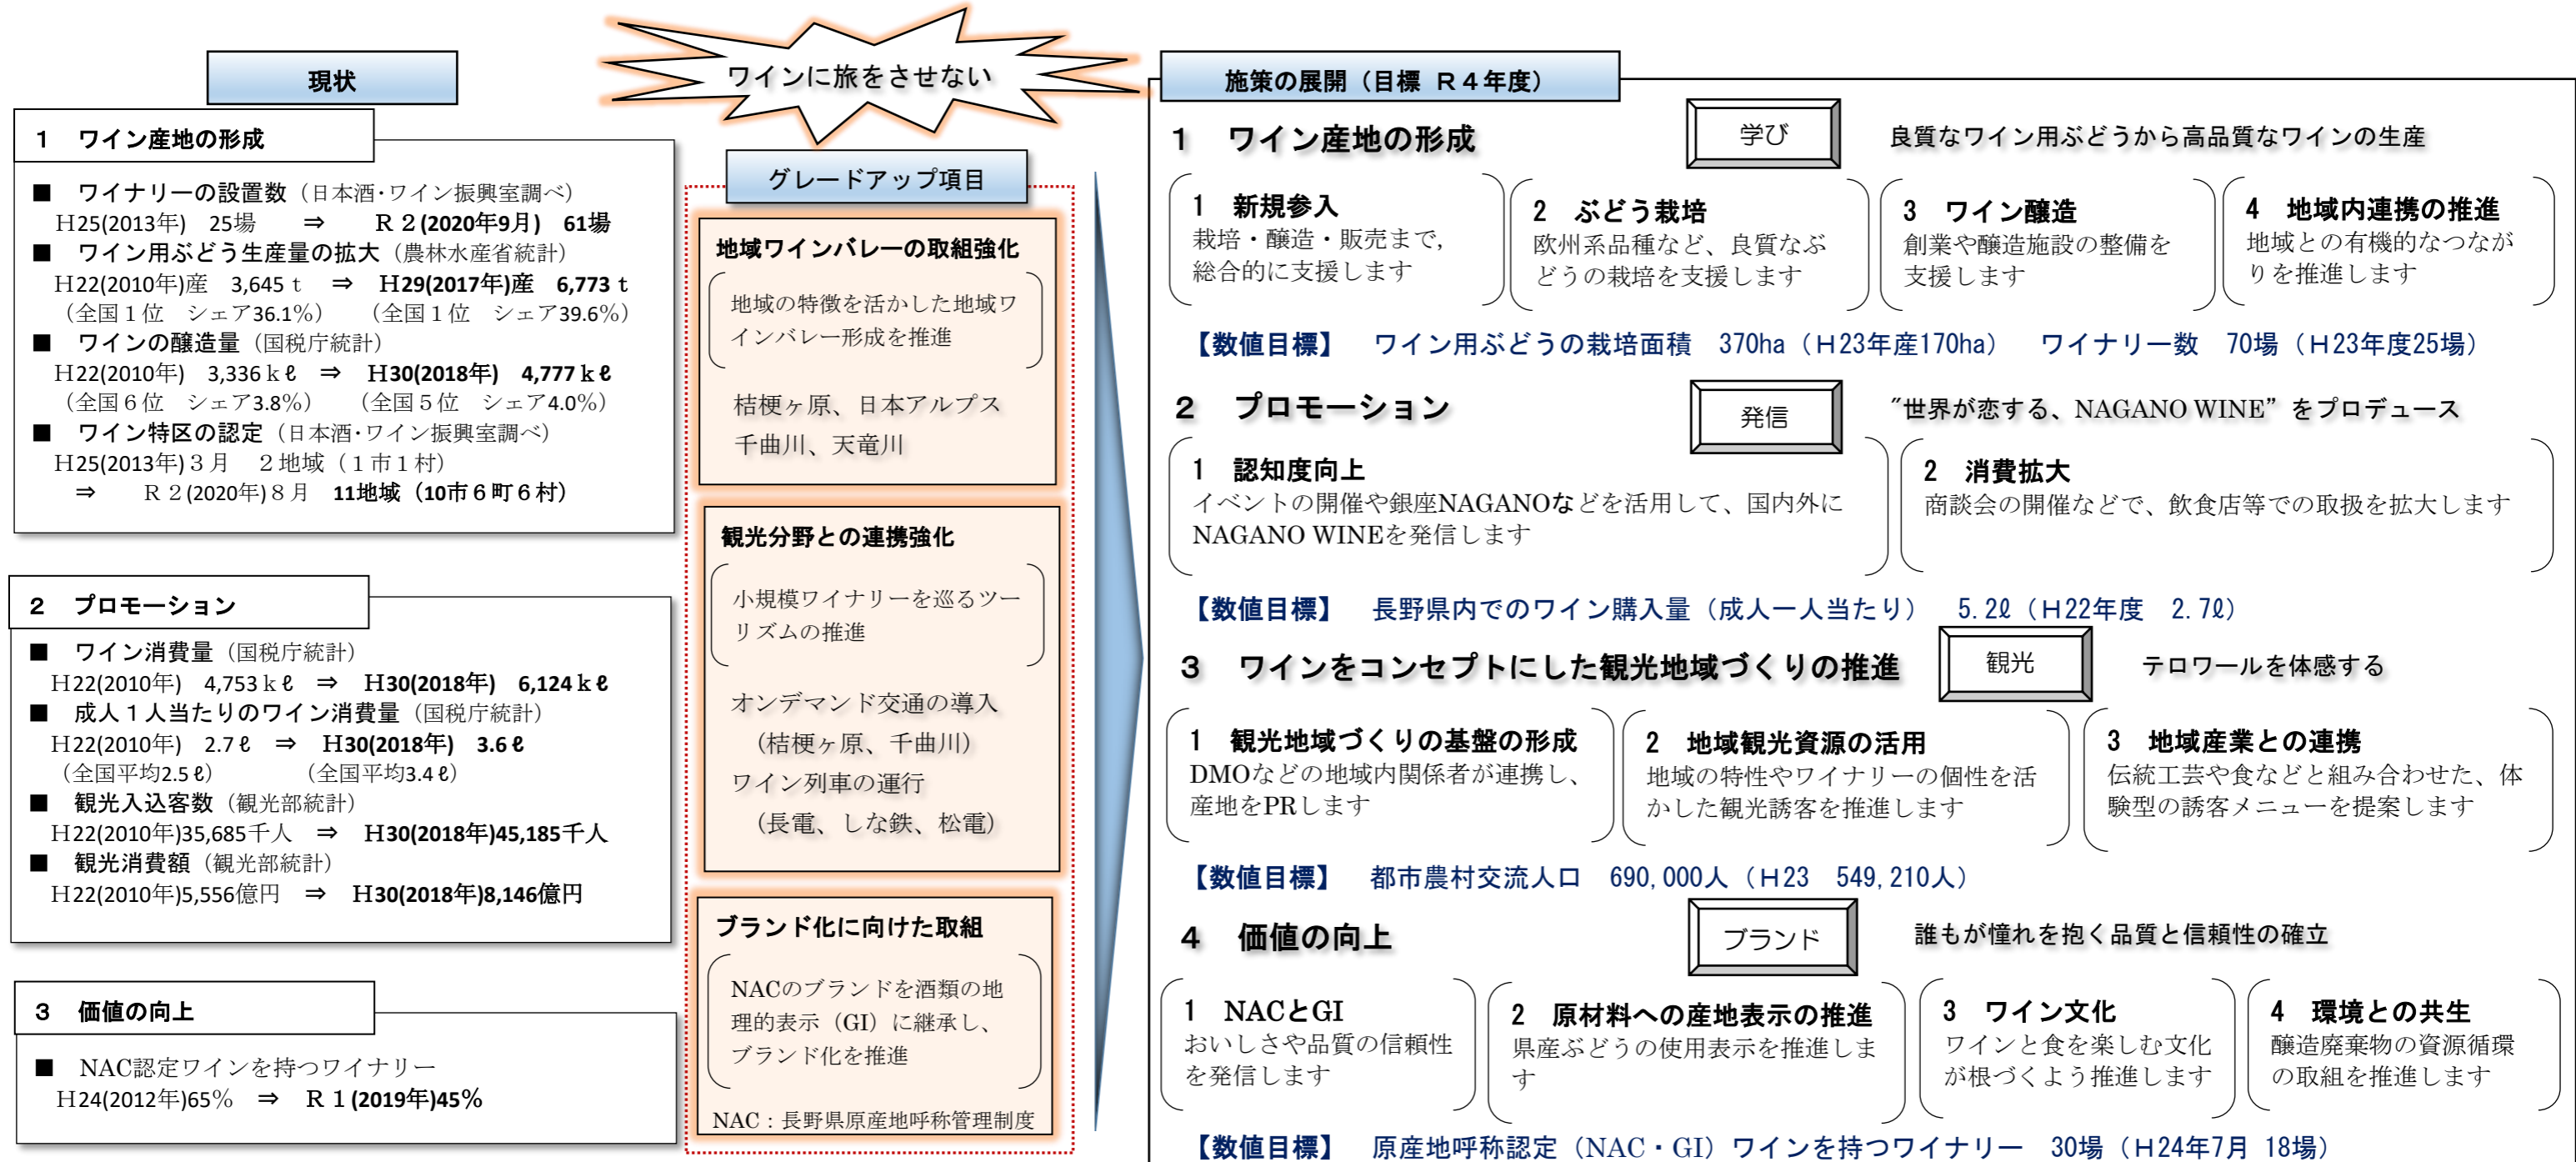 ワインに旅をさせない
現状
1 ワイン産地の形成
■ ワイナリーの設置数（日本酒･ワイン振興室調べ）
H25(2013年) 25場 ⇒ R２(2020年9月) 61場
■ ワイン用ぶどう生産量の拡大（農林水産省統計）
H22(2010年)産 3,645ｔ ⇒ H29(2017年)産 6,773ｔ
（全国１位 シェア36.1％） （全国１位 シェア39.6％）
■ ワインの醸造量（国税庁統計）
H22(2010年) 3,336ｋℓ ⇒ H30(2018年) 4,777ｋℓ
（全国６位 シェア3.8％） （全国５位 シェア4.0％）
■ ワイン特区の認定（日本酒･ワイン振興室調べ）
H25(2013年)３月 ２地域（１市１村）
⇒ R２(2020年)８月 11地域（10市６町６村）
2 プロモーション
■ ワイン消費量（国税庁統計）
H22(2010年) 4,753ｋℓ ⇒ H30(2018年) 6,124ｋℓ
■ 成人１人当たりのワイン消費量（国税庁統計）
H22(2010年) 2.7ℓ ⇒ H30(2018年) 3.6ℓ
（全国平均2.5ℓ） （全国平均3.4ℓ）
■ 観光入込客数（観光部統計）
H22(2010年)35,685千人 ⇒ H30(2018年)45,185千人
■ 観光消費額（観光部統計）
H22(2010年)5,556億円 ⇒ H30(2018年)8,146億円
3 価値の向上
■ NAC認定ワインを持つワイナリー
H24(2012年)65％ ⇒ R１(2019年)45％
グレードアップ項目
地域ワインバレーの取組強化
地域の特徴を活かした地域ワ
インバレー形成を推進
桔梗ヶ原、日本アルプス
千曲川、天竜川
観光分野との連携強化
小規模ワイナリーを巡るツー
リズムの推進
オンデマンド交通の導入
（桔梗ヶ原、千曲川）
ワイン列車の運行
（長電、しな鉄、松電）
ブランド化に向けた取組
NACのブランドを酒類の地
理的表示（GI）に継承し、
ブランド化を推進
NAC：長野県原産地呼称管理制度
施策の展開（目標 Ｒ４年度）
1 ワイン産地の形成
学び
良質なワイン用ぶどうから高品質なワインの生産
1 新規参入
栽培・醸造・販売まで,
総合的に支援します
2 ぶどう栽培
欧州系品種など、良質なぶ
どうの栽培を支援します
3 ワイン醸造
創業や醸造施設の整備を
支援します
4 地域内連携の推進
地域との有機的なつなが
りを推進します
【数値目標】 ワイン用ぶどうの栽培面積 370ha（Ｈ23年産170ha） ワイナリー数 70場（Ｈ23年度25場）
2 プロモーション
発信
"世界が恋する、NAGANO WINE”をプロデュース
1 認知度向上
イベントの開催や銀座NAGANOなどを活用して、国内外に
NAGANO WINEを発信します
2 消費拡大
商談会の開催などで、飲食店等での取扱を拡大します
【数値目標】 長野県内でのワイン購入量（成人一人当たり） 5.2ℓ（Ｈ22年度 2.7ℓ）
3 ワインをコンセプトにした観光地域づくりの推進
観光
テロワールを体感する
1 観光地域づくりの基盤の形成
DMOなどの地域内関係者が連携し、
産地をPRします
2 地域観光資源の活用
地域の特性やワイナリーの個性を活
かした観光誘客を推進します
3 地域産業との連携
伝統工芸や食などと組み合わせた、体
験型の誘客メニューを提案します
【数値目標】 都市農村交流人口 690,000人（Ｈ23 549,210人）
4 価値の向上
ブランド
誰もが憧れを抱く品質と信頼性の確立
1 NACとGI
おいしさや品質の信頼性
を発信します
2 原材料への産地表示の推進
県産ぶどうの使用表示を推進しま
す
3 ワイン文化
ワインと食を楽しむ文化
が根づくよう推進します
4 環境との共生
醸造廃棄物の資源循環
の取組を推進します
【数値目標】 原産地呼称認定（NAC・GI）ワインを持つワイナリー 30場（Ｈ24年7月 18場）